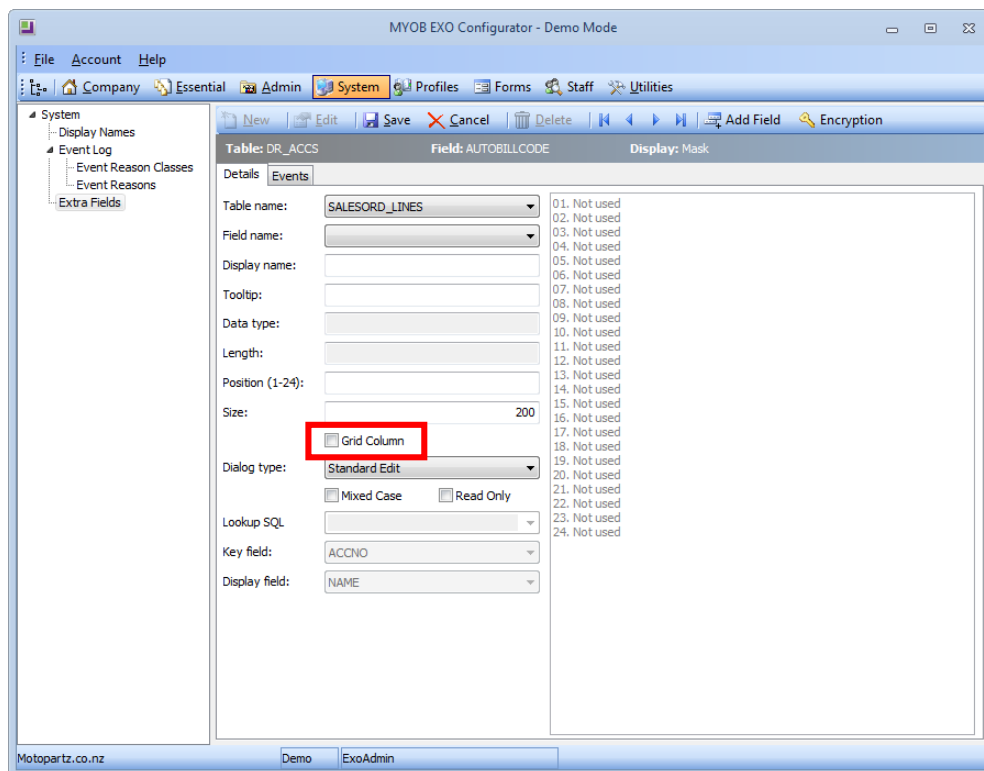 MYOB EXO Configurator - Demo Mode
File Account Help
Company Essential Admin System Profiles Forms Staff Utilities
System
Display Names
Event Log
Event Reason Classes
Event Reasons
Extra Fields
New Edit Save Cancel Delete Add Field Encryption
Table: DR_ACCS Field: AUTOBILLCODE Display: Mask
Details Events
Table name: SALESORD_LINES
Field name:
Display name:
Tooltip:
Data type:
Length:
Position (1-24):
Size: 200
Grid Column
Dialog type: Standard Edit
Mixed Case Read Only
Lookup SQL
Key field: ACCNO
Display field: NAME
01. Not used
02. Not used
03. Not used
04. Not used
05. Not used
06. Not used
07. Not used
08. Not used
09. Not used
10. Not used
11. Not used
12. Not used
13. Not used
14. Not used
15. Not used
16. Not used
17. Not used
18. Not used
19. Not used
20. Not used
21. Not used
22. Not used
23. Not used
24. Not used
Motopartz.co.nz Demo ExoAdmin